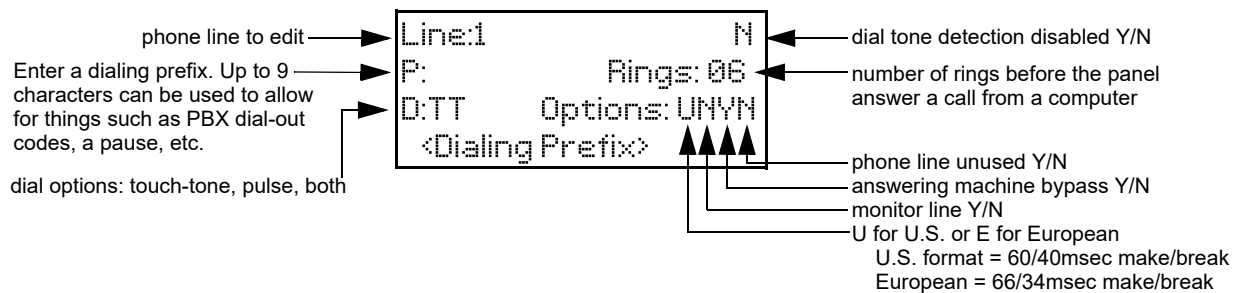 phone line to edit
Enter a dialing prefix. Up to 9
characters can be used to allow
for things such as PBX dial-out
codes, a pause, etc.
dial options: touch-tone, pulse, both
Line:1 N
P: Rings: 06
D:TT Options: UNYN
<Dialing Prefix>
dial tone detection disabled Y/N
number of rings before the panel
answer a call from a computer
phone line unused Y/N
answering machine bypass Y/N
monitor line Y/N
U for U.S. or E for European
U.S. format = 60/40msec make/break
European = 66/34msec make/break